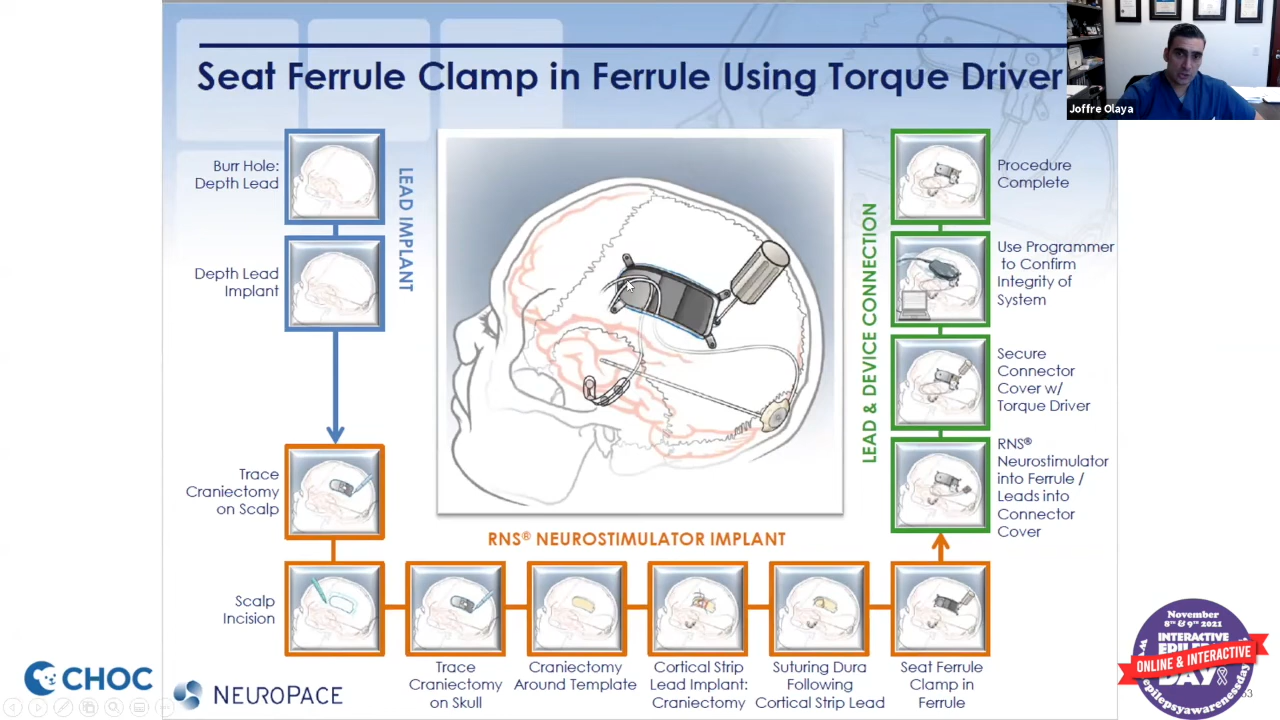 Seat Ferrule Clamp in Ferrule Using Torque Driver
Joffre Olaya
Burr Hole:
Depth Lead
Depth Lead
Implant
LEAD IMPLANT
Trace
Craniectomy
on Scalp
Scalp
Incision
RNS® NEUROSTIMULATOR IMPLANT
Trace
Craniectomy
on Skull
Craniectomy
Around Template
Cortical Strip
Lead Implant:
Craniectomy
Suturing Dura
Following
Cortical Strip Lead
Seat Ferrule
Clamp in
Ferrule
LEAD & DEVICE CONNECTION
Procedure
Complete
Use Programmer
to Confirm
Integrity of
System
Secure
Connector
Cover w/
Torque Driver
RNS®
Neurostimulator
into Ferrule /
Leads into
Connector
Cover
CHOC
NEUROPACE
November
8th & 9th 2021
INTERACTIVE
ONLINE & INTERACTIVE
DAY